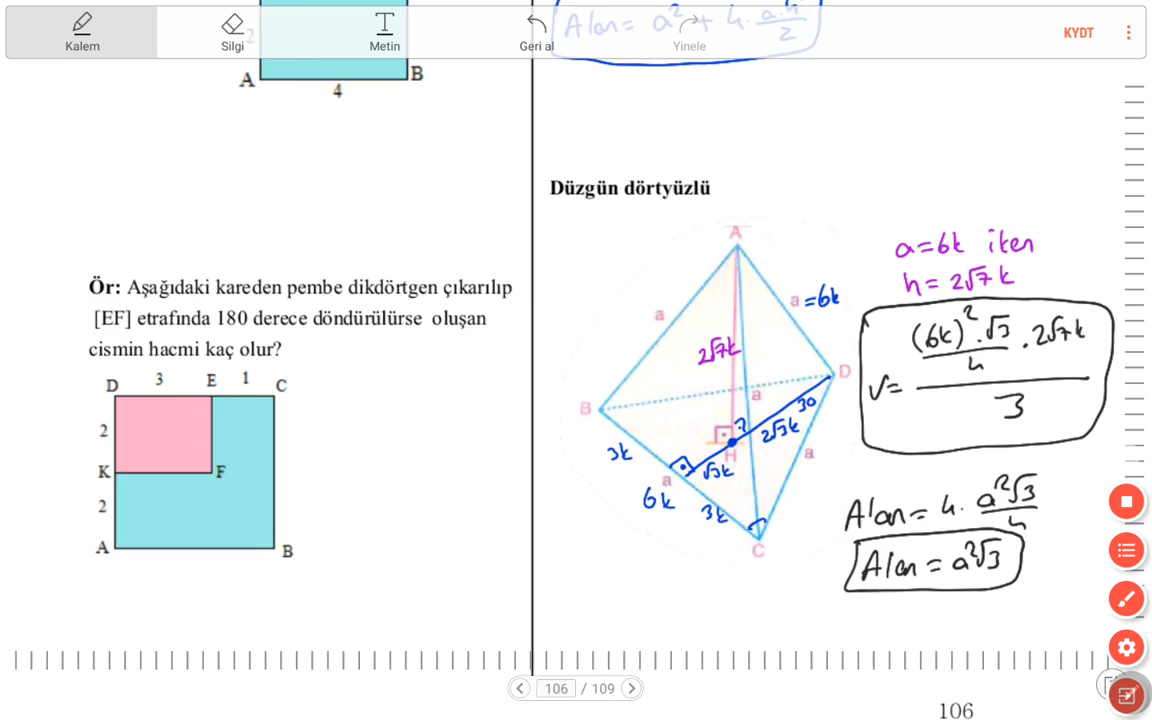 Kalem
Silgi
Metin
Geri al
Yinele
KYDT
Alan = a² + 4 · a·h / 2
A
B
4
Ör: Aşağıdaki kareden pembe dikdörtgen çıkarılıp
[EF] etrafında 180 derece döndürülürse oluşan
cismin hacmi kaç olur?
D 3 E 1 C
2
K F
2
A B
Düzgün dörtyüzlü
A
a
a = 6k
2√7k
B
D
a
30
?
2√3k
H
√3k
3k
a
6k
3k
a
C
a = 6k iken
h = 2√7 k
V = (6k)² · √3 / 4 · 2√7k / 3
Alan = 4 · a²√3 / 4
Alan = a²√3
106 / 109
106